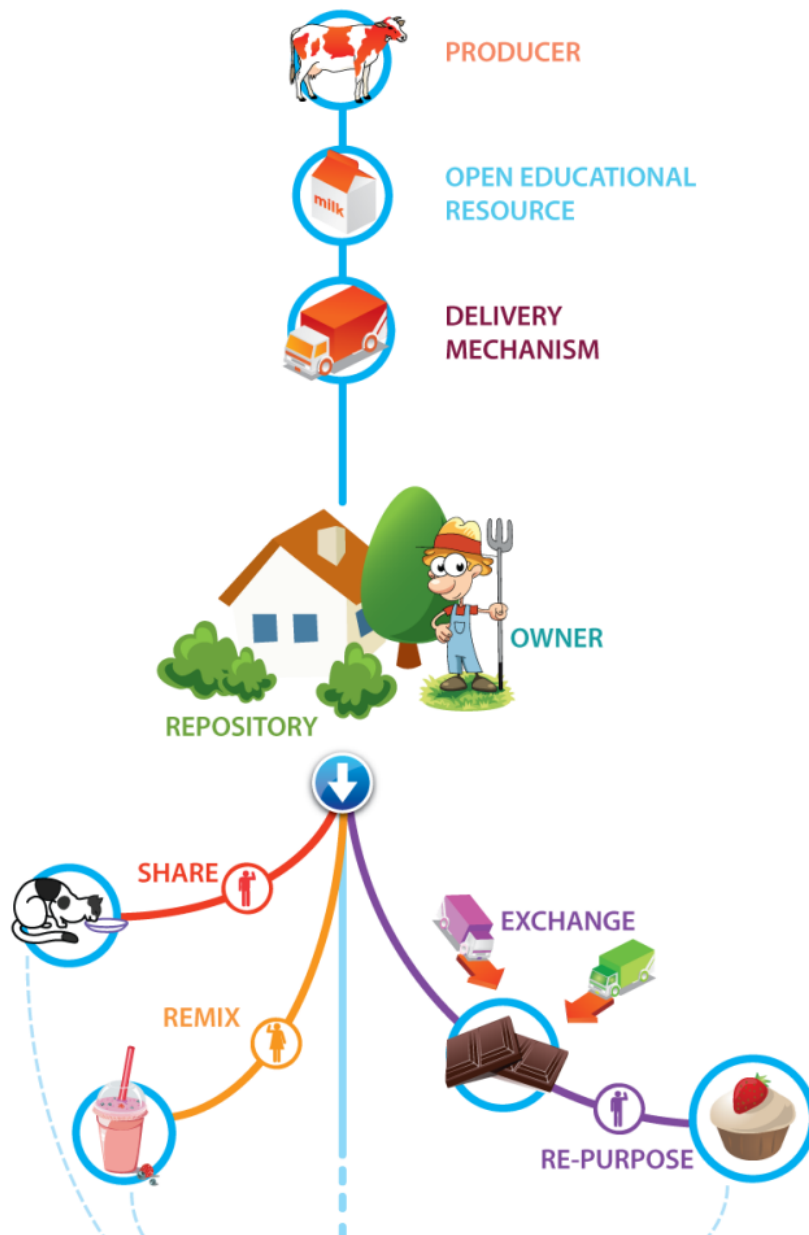 PRODUCER
OPEN EDUCATIONAL
RESOURCE
milk
DELIVERY
MECHANISM
OWNER
REPOSITORY
SHARE
EXCHANGE
REMIX
RE-PURPOSE